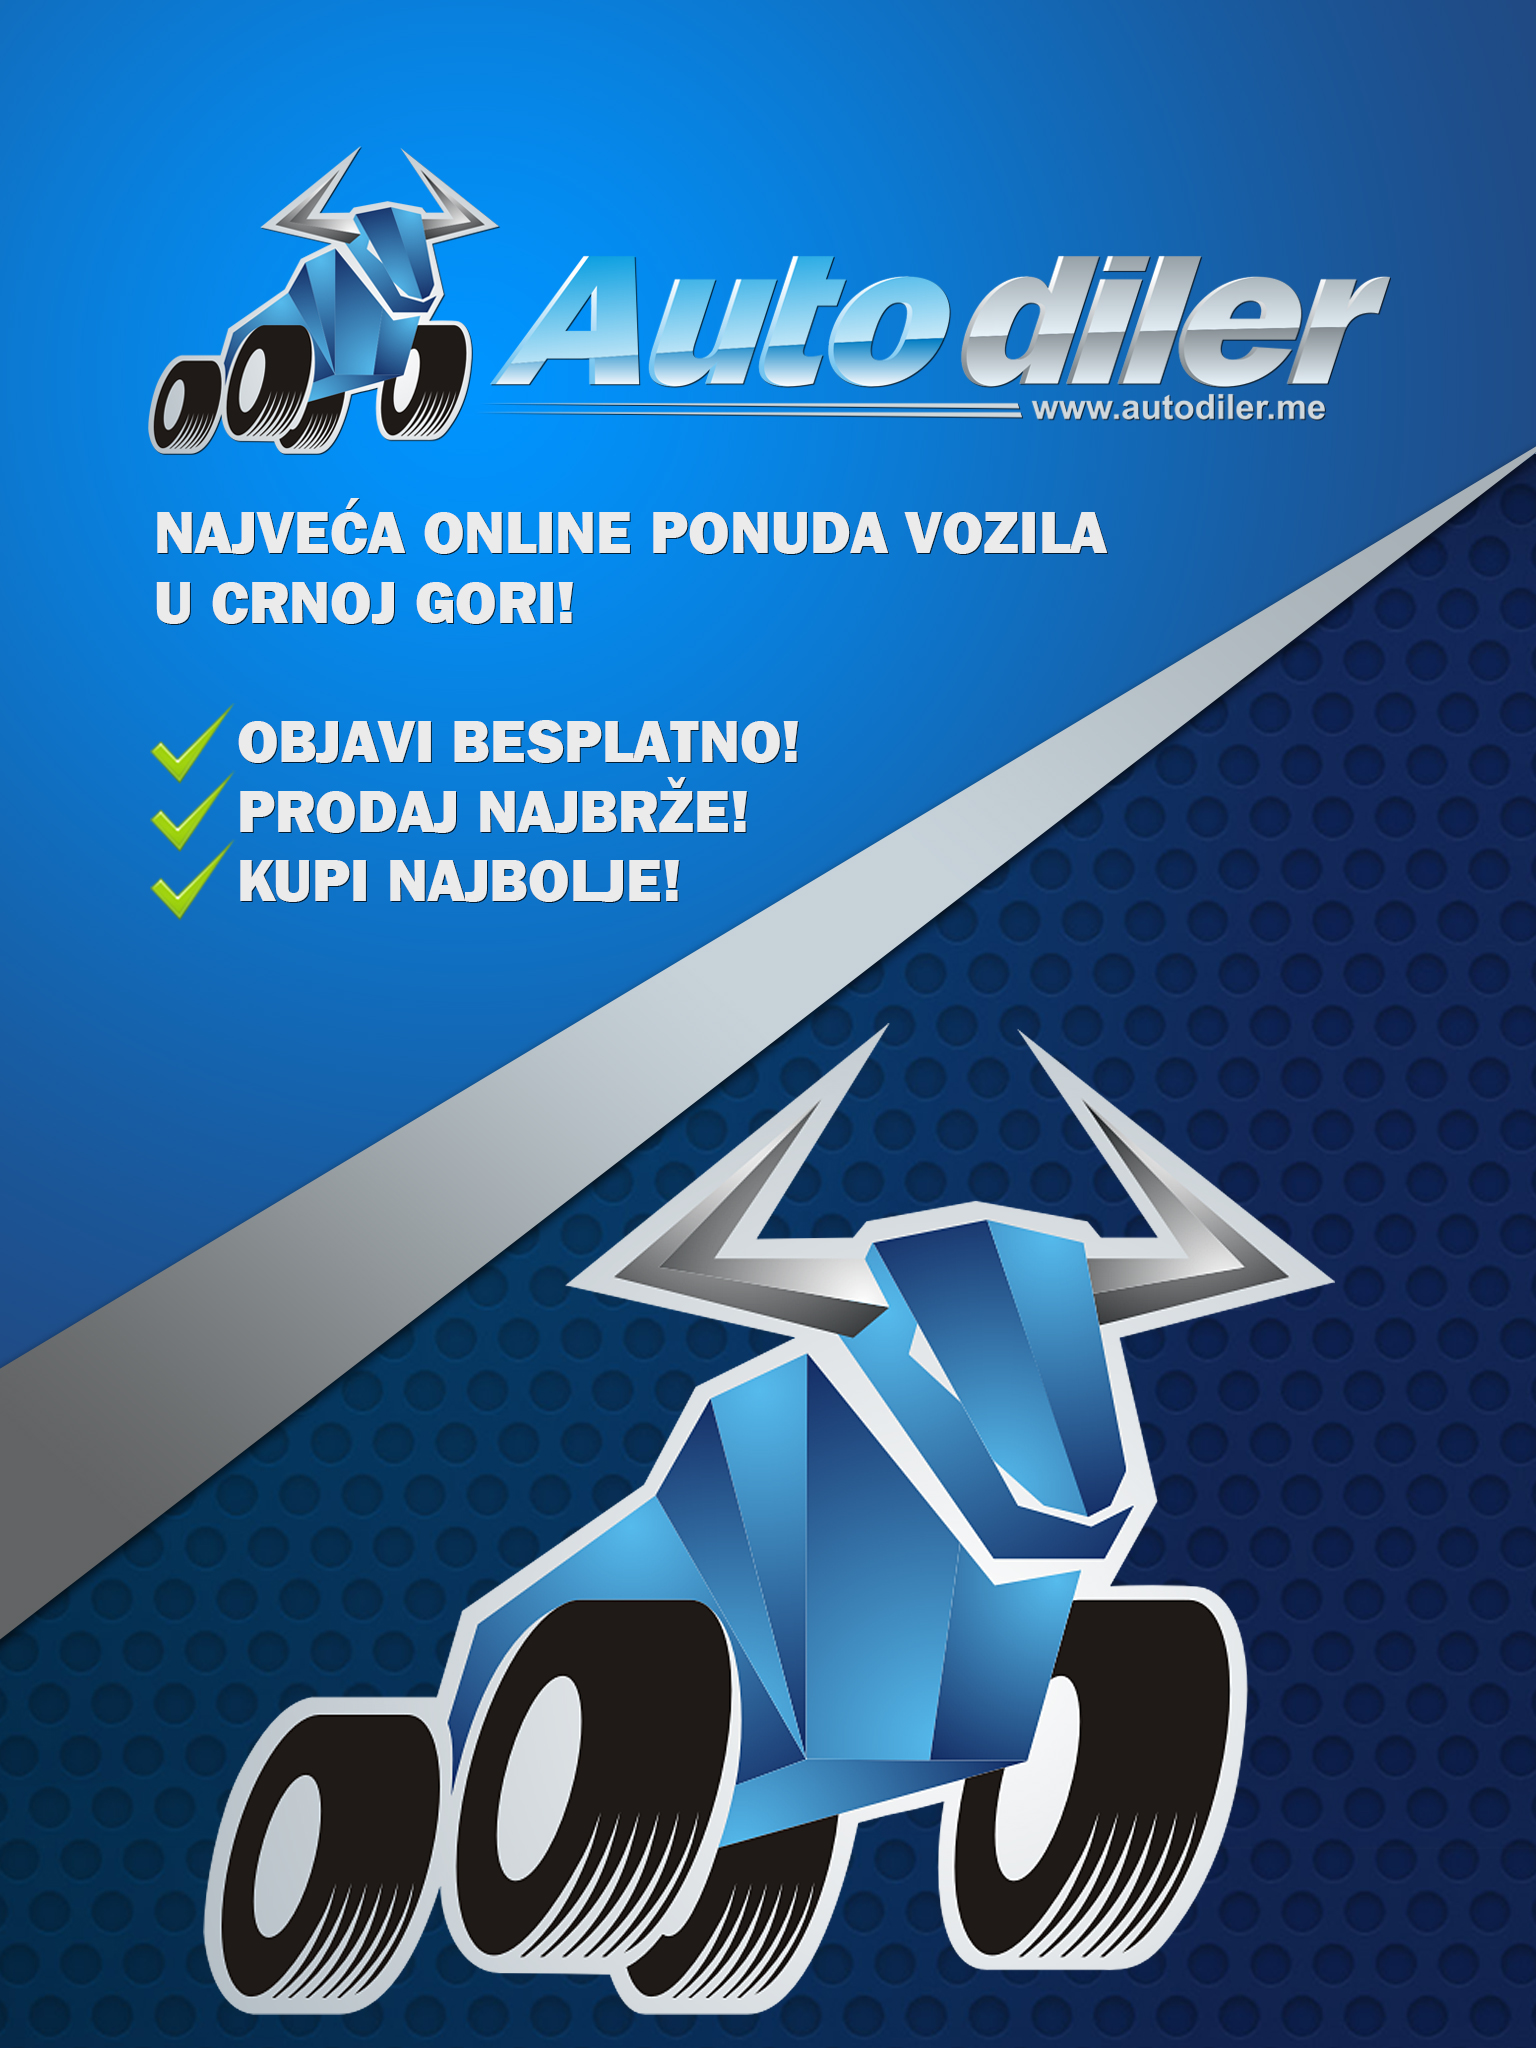 Auto diler
www.autodiler.me
NAJVEĆA ONLINE PONUDA VOZILA
U CRNOJ GORI!
OBJAVI BESPLATNO!
PRODAJ NAJBRŽE!
KUPI NAJBOLJE!